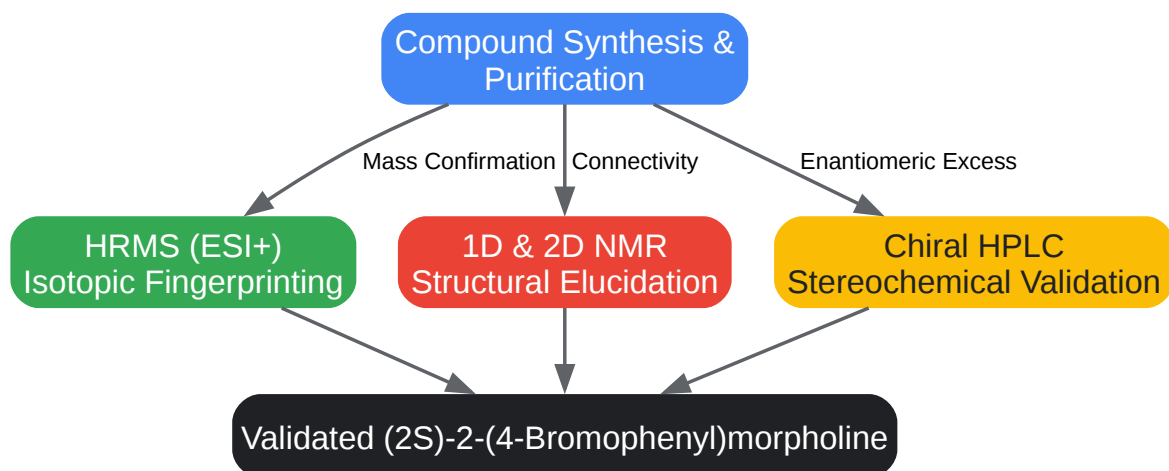 Compound Synthesis &
Purification
Mass Confirmation
Connectivity
Enantiomeric Excess
HRMS (ESI+)
Isotopic Fingerprinting
1D & 2D NMR
Structural Elucidation
Chiral HPLC
Stereochemical Validation
Validated (2S)-2-(4-Bromophenyl)morpholine